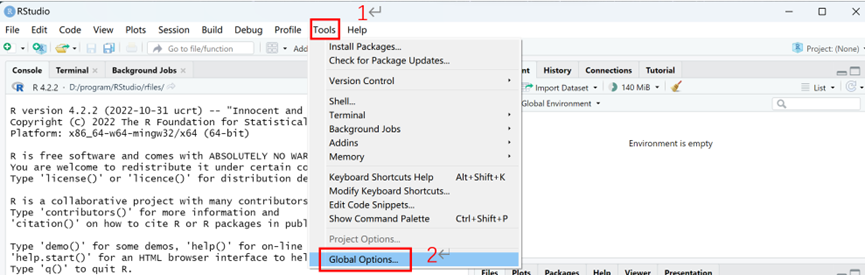 1
RStudio
File Edit Code View Plots Session Build Debug Profile Tools Help
Go to file/function
Project: (None)
Install Packages...
Check for Package Updates...
Version Control
Shell...
Terminal
Background Jobs
Addins
Memory
Keyboard Shortcuts Help Alt+Shift+K
Modify Keyboard Shortcuts...
Edit Code Snippets...
Show Command Palette Ctrl+Shift+P
Project Options...
Global Options... 2
Console Terminal Background Jobs
R 4.2.2 · D:/program/RStudio/rfiles/
R version 4.2.2 (2022-10-31 ucrt) -- "Innocent and
Copyright (C) 2022 The R Foundation for Statistical
Platform: x86_64-w64-mingw32/x64 (64-bit)
R is free software and comes with ABSOLUTELY NO WAR
You are welcome to redistribute it under certain co
Type 'license()' or 'licence()' for distribution de
R is a collaborative project with many contributors
Type 'contributors()' for more information and
'citation()' on how to cite R or R packages in publ
Type 'demo()' for some demos, 'help()' for on-line
'help.start()' for an HTML browser interface to hel
Type 'q()' to quit R.
History Connections Tutorial
Import Dataset 140 MiB List
Global Environment
Environment is empty
Files Plots Packages Help Viewer Presentation